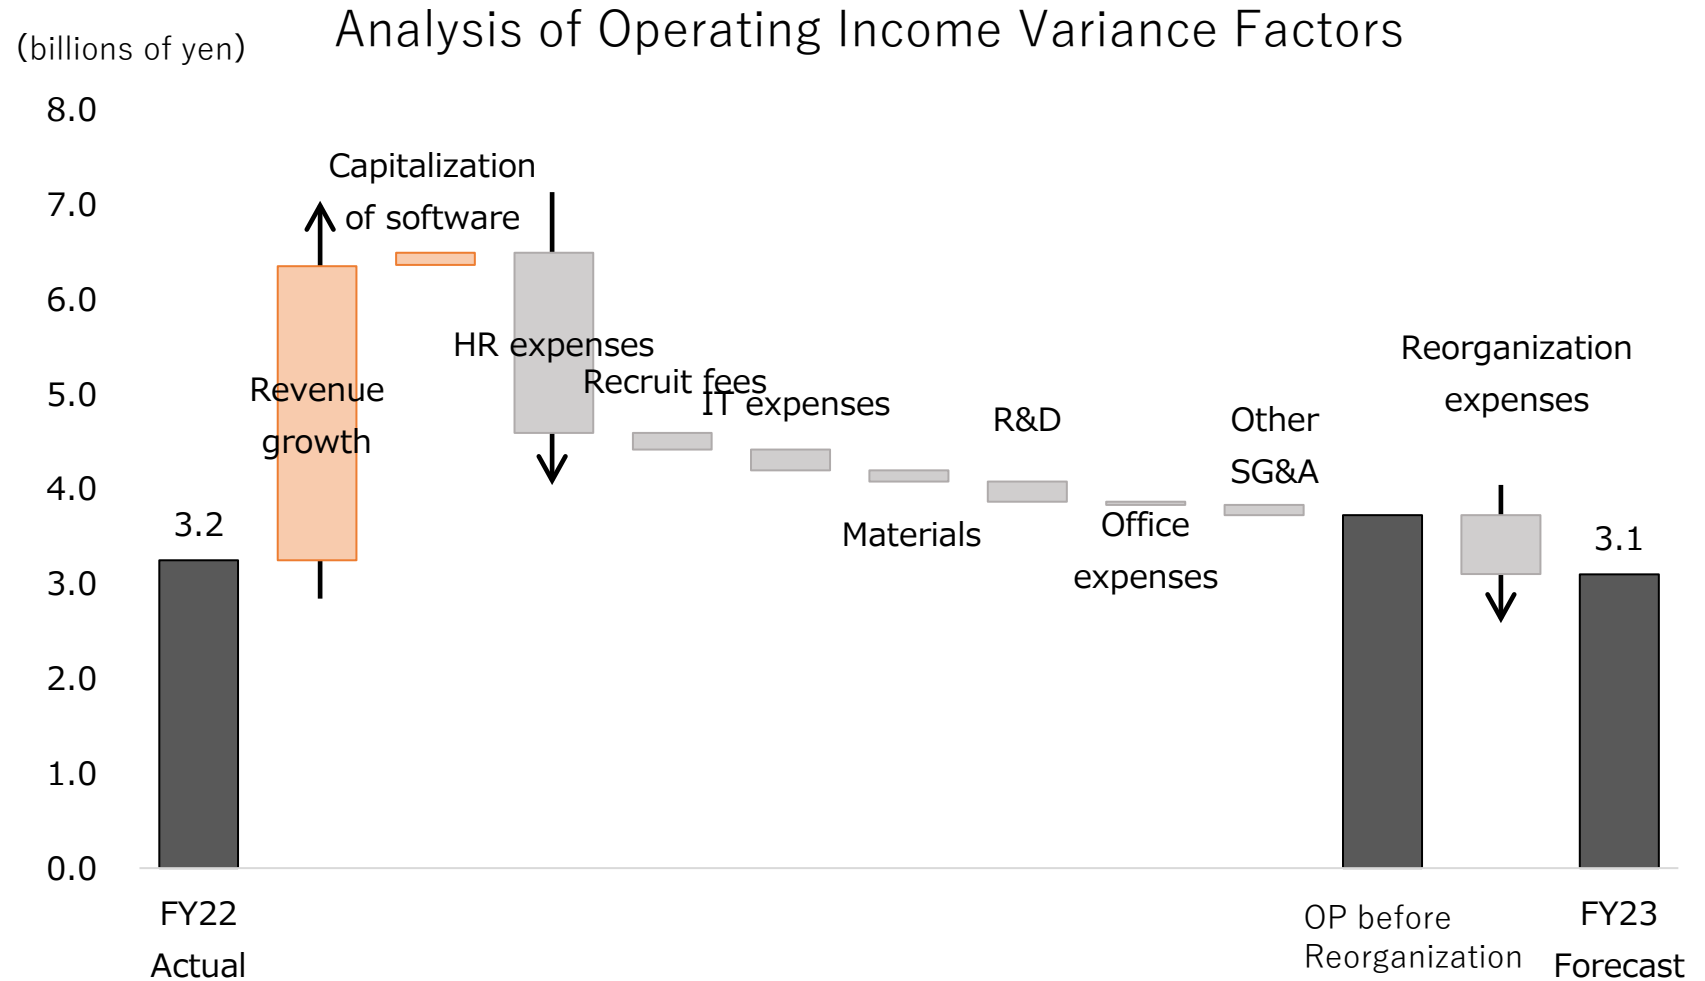 Analysis of Operating Income Variance Factors
(billions of yen)
8.0
7.0
6.0
5.0
4.0
3.0
2.0
1.0
0.0
Capitalization
of software
Revenue
growth
HR expenses
Recruit fees
IT expenses
Materials
R&D
Office
expenses
Other
SG&A
Reorganization
expenses
3.2
3.1
FY22
Actual
OP before
Reorganization
FY23
Forecast